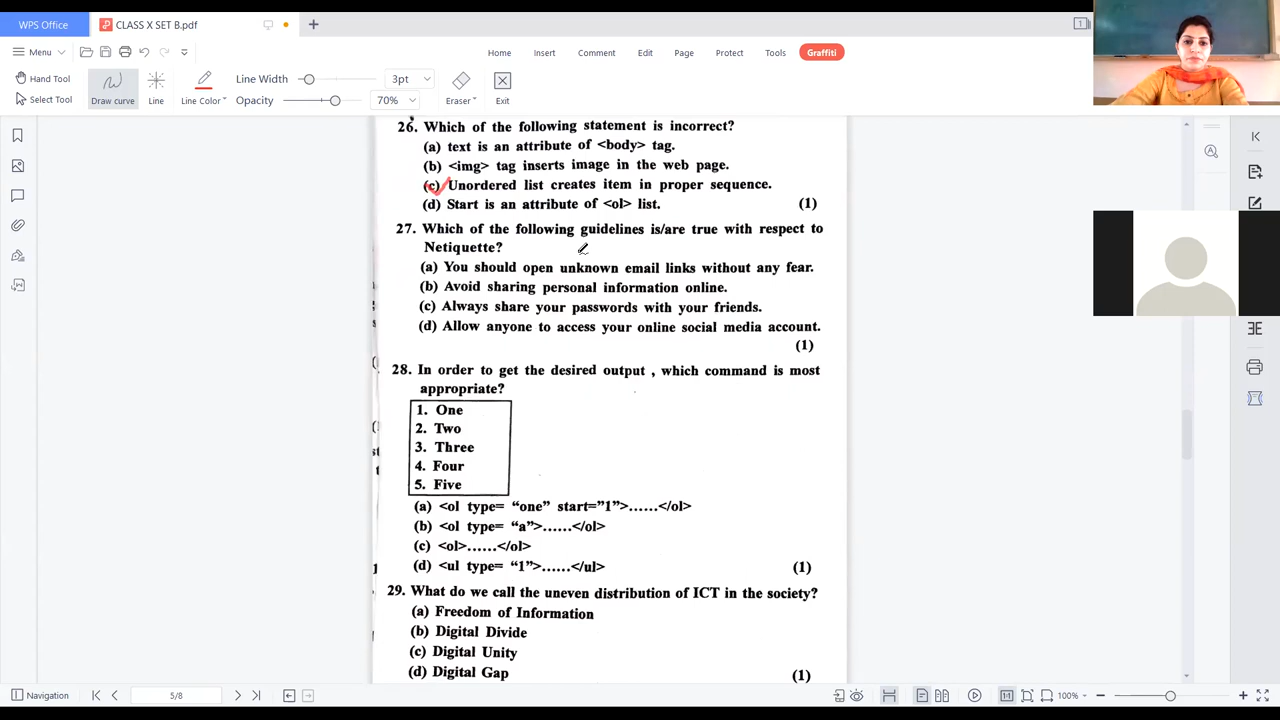 WPS Office
CLASS X SET B.pdf
Menu
Home
Insert
Comment
Edit
Page
Protect
Tools
Graffiti
Hand Tool
Select Tool
Draw curve
Line
Line Color
Line Width
3pt
Opacity
70%
Eraser
Exit
26. Which of the following statement is incorrect?
(a) text is an attribute of <body> tag.
(b) <img> tag inserts image in the web page.
(c) Unordered list creates item in proper sequence.
(d) Start is an attribute of <ol> list. (1)
27. Which of the following guidelines is/are true with respect to
Netiquette?
(a) You should open unknown email links without any fear.
(b) Avoid sharing personal information online.
(c) Always share your passwords with your friends.
(d) Allow anyone to access your online social media account.
(1)
28. In order to get the desired output , which command is most
appropriate?
1. One
2. Two
3. Three
4. Four
5. Five
(a) <ol type= “one” start=”1”>......</ol>
(b) <ol type= “a”>......</ol>
(c) <ol>......</ol>
(d) <ul type= “1”>......</ul> (1)
29. What do we call the uneven distribution of ICT in the society?
(a) Freedom of Information
(b) Digital Divide
(c) Digital Unity
(d) Digital Gap (1)
Navigation
5/8
100%